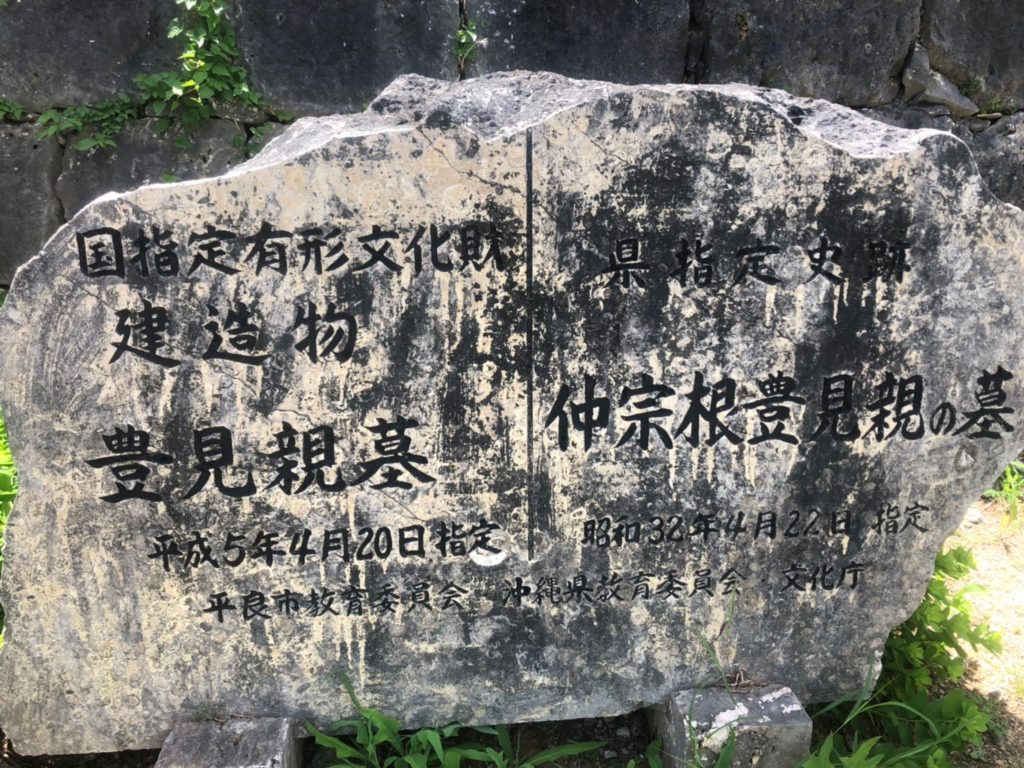 国指定有形文化財
建造物
豊見親墓
平成5年4月20日指定
県指定史跡
仲宗根豊見親の墓
昭和32年4月22日 指定
平良市教育委員会 沖縄県教育委員会 文化庁